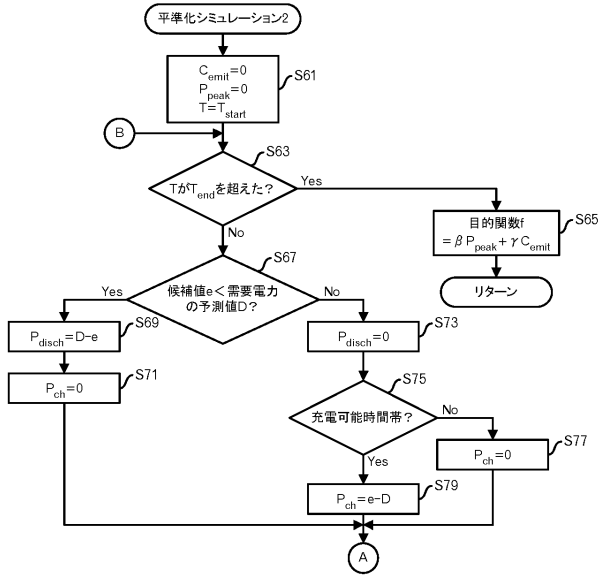 平準化シミュレーション2
C_emit=0
P_peak=0
T=T_start
S61
B
S63
TがT_endを超えた?
Yes
No
目的関数f
=βP_peak+γC_emit
S65
リターン
S67
候補値e<需要電力
の予測値D?
Yes
No
S69
P_disch=D-e
S71
P_ch=0
S73
P_disch=0
S75
充電可能時間帯?
No
Yes
S77
P_ch=0
S79
P_ch=e-D
A